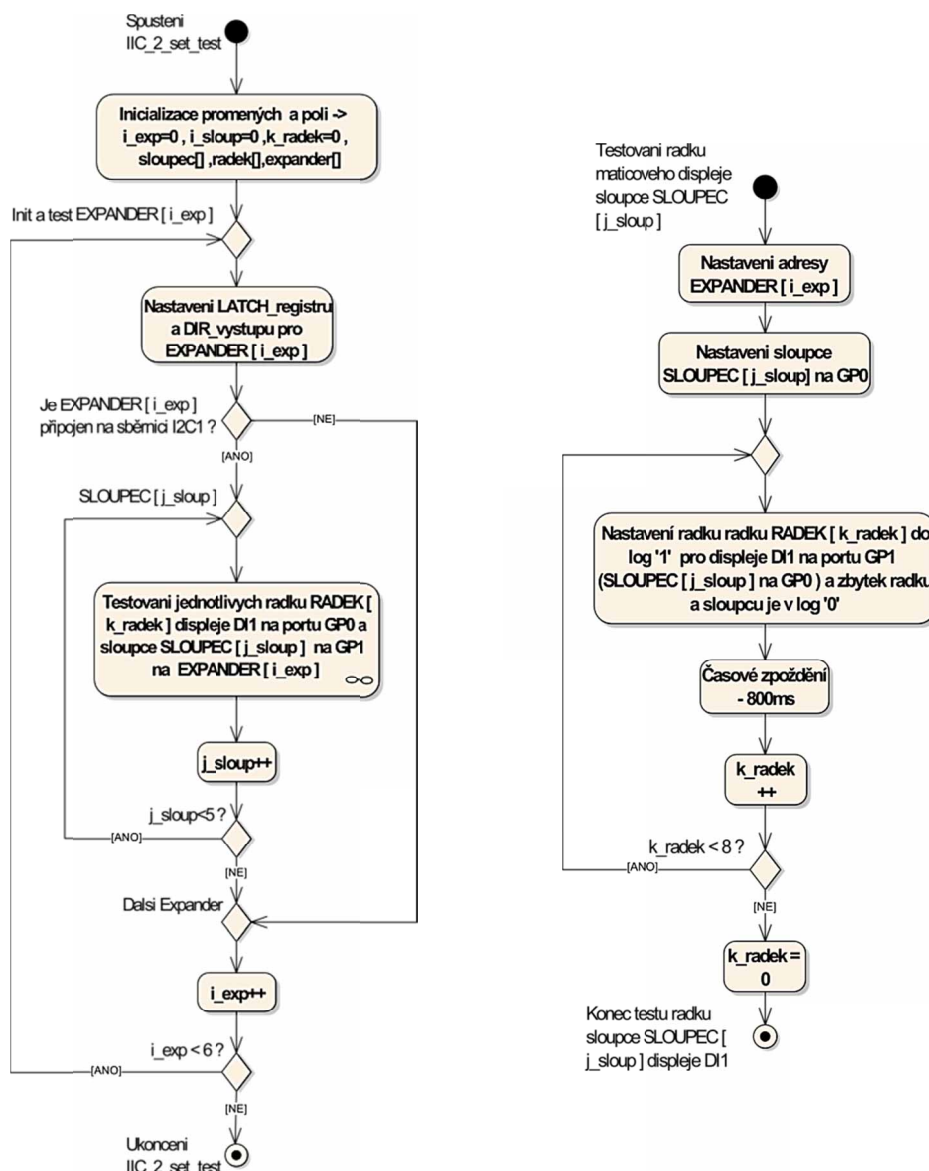 Spusteni
IIC_2_set_test
Inicializace promených a poli ->
i_exp=0 , i_sloup=0 ,k_radek=0 ,
sloupec[] ,radek[],expander[]
Init a test EXPANDER [ i_exp ]
Nastaveni LATCH_registru
a DIR_vystupu pro
EXPANDER [ i_exp ]
Je EXPANDER [ i_exp ]
připojen na sběrnici I2C1 ?
[NE]
[ANO]
SLOUPEC [ j_sloup ]
Testovani jednotlivych radku RADEK [
k_radek ] displeje DI1 na portu GP0 a
sloupce SLOUPEC [ j_sloup ] na GP1
na EXPANDER [ i_exp ]
j_sloup++
j_sloup<5 ?
[ANO]
[NE]
Dalsi Expander
i_exp++
i_exp < 6 ?
[ANO]
[NE]
Ukonceni
IIC_2_set_test
Testovani radku
maticoveho displeje
sloupce SLOUPEC
[ j_sloup ]
Nastaveni adresy
EXPANDER [ i_exp ]
Nastaveni sloupce
SLOUPEC [ j_sloup] na GP0
Nastavení radku radku RADEK [ k_radek ] do
log '1' pro displeje DI1 na portu GP1
(SLOUPEC [ j_sloup ] na GP0 ) a zbytek radku
a sloupcu je v log '0'
Časové zpoždění
- 800ms
k_radek
++
k_radek < 8 ?
[ANO]
[NE]
k_radek =
0
Konec testu radku
sloupce SLOUPEC [
j_sloup ] displeje DI1